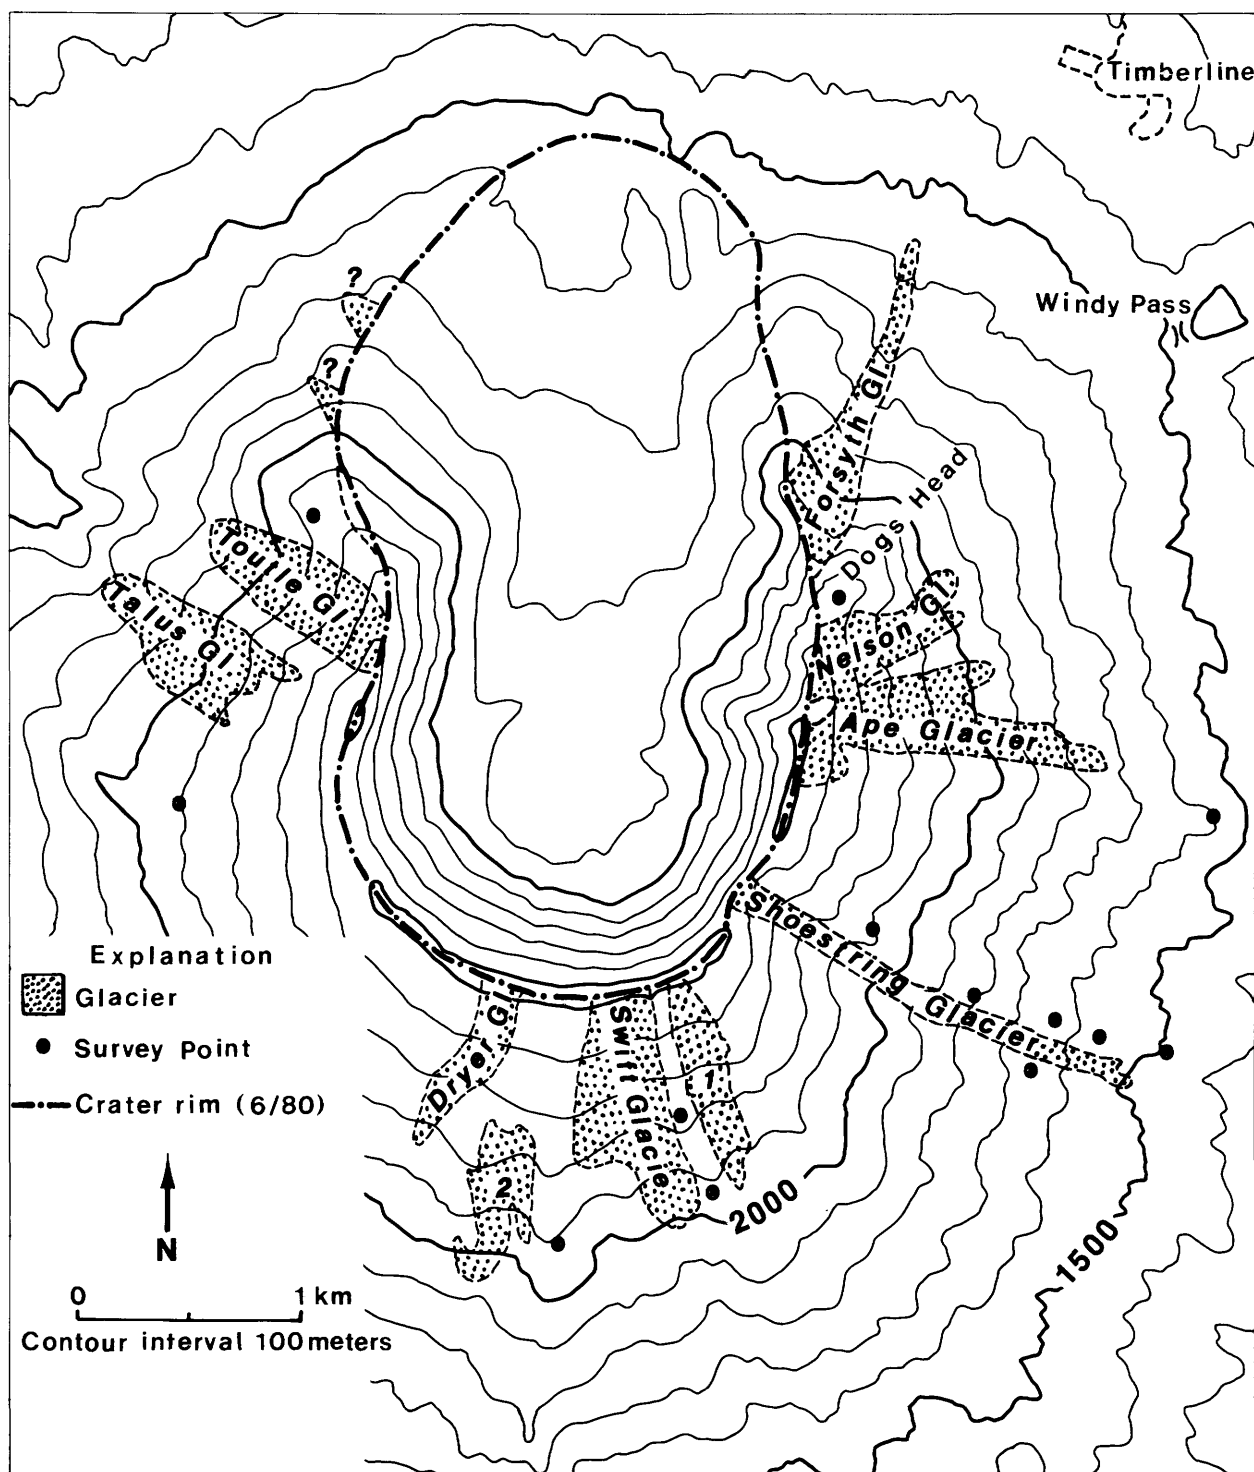 Timberline
?
Windy Pass
?
Forsyth Gl.
Dogs Head
Toutle Gl.
Talus Gl.
Nelson Gl.
Ape Glacier
Shoestring Glacier
Explanation
Glacier
Survey Point
Crater rim (6/80)
Dryer G
Swift Glacie
1
2
2000
1500
N
0 1 km
Contour interval 100 meters